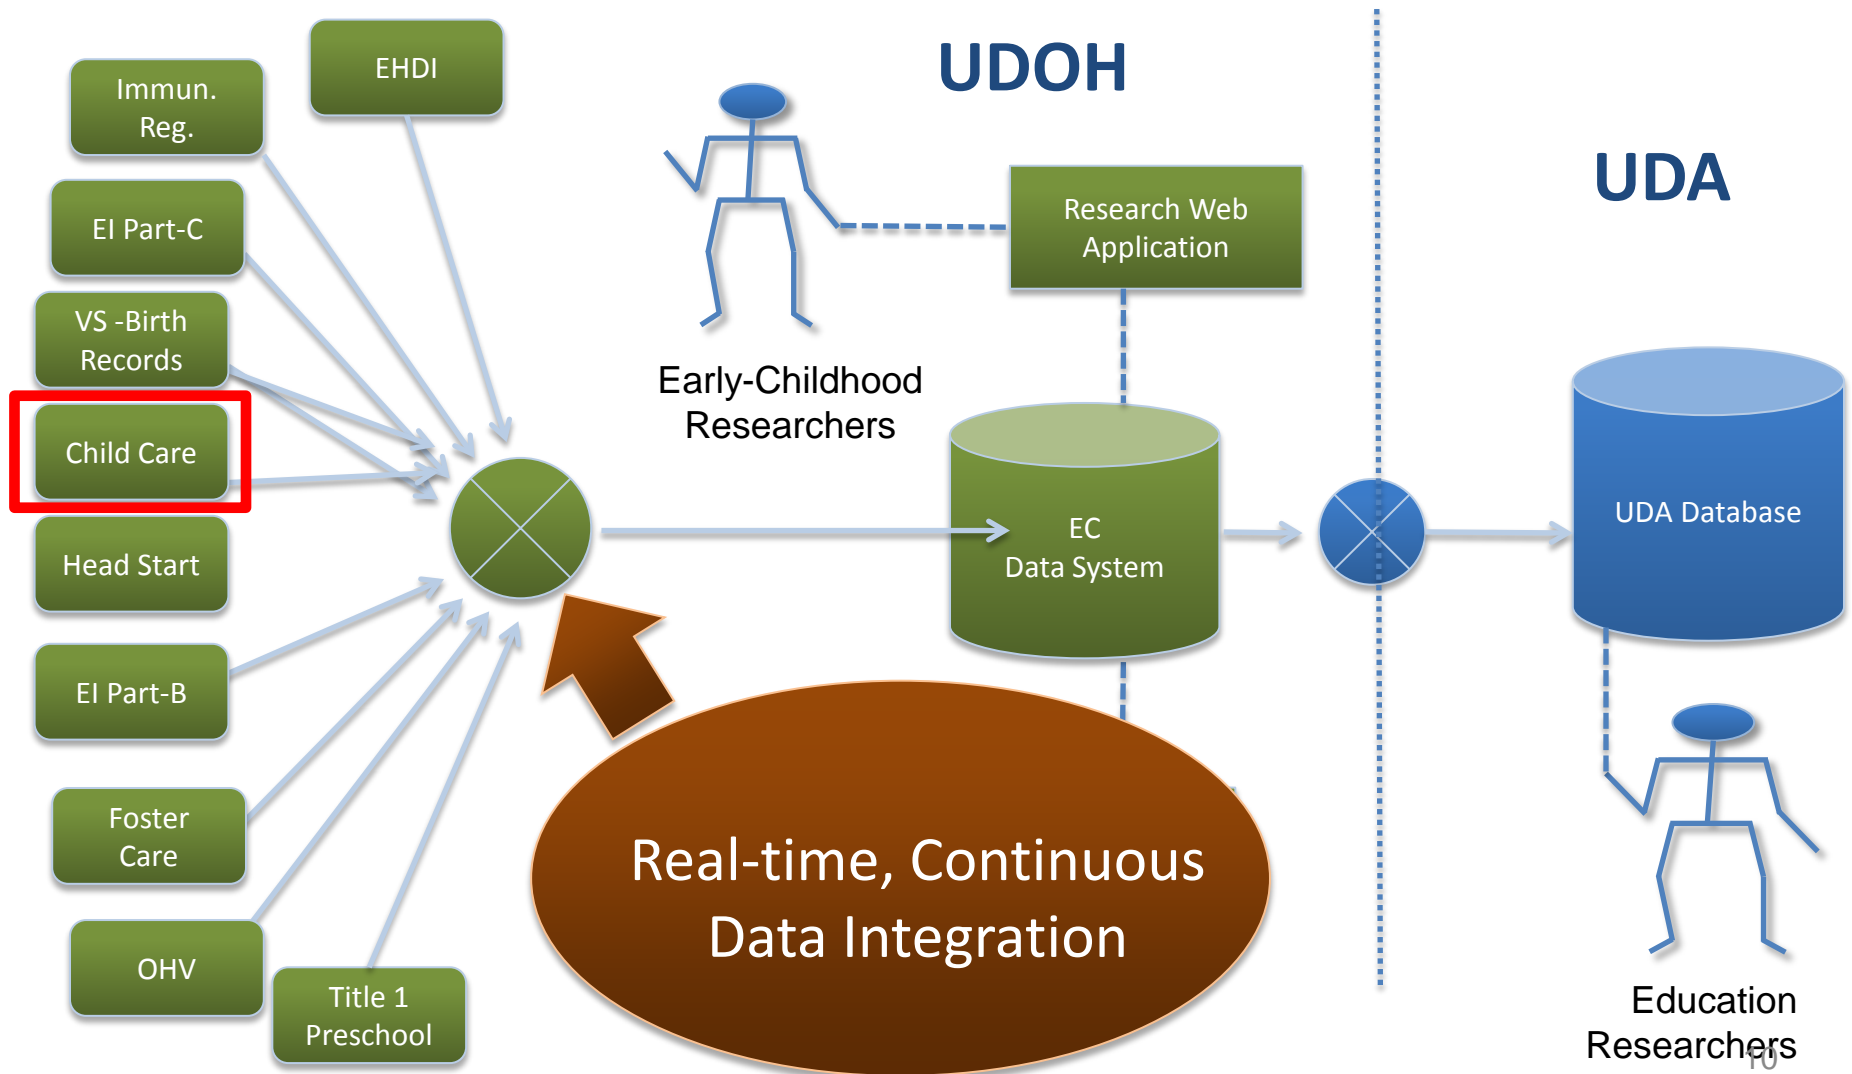 EHDI
Immun.
Reg.
EI Part-C
VS -Birth
Records
Child Care
Head Start
EI Part-B
Foster
Care
OHV
Title 1
Preschool
UDOH
Early-Childhood
Researchers
Research Web
Application
EC
Data System
Real-time, Continuous
Data Integration
UDA
UDA Database
Education
Researchers
10